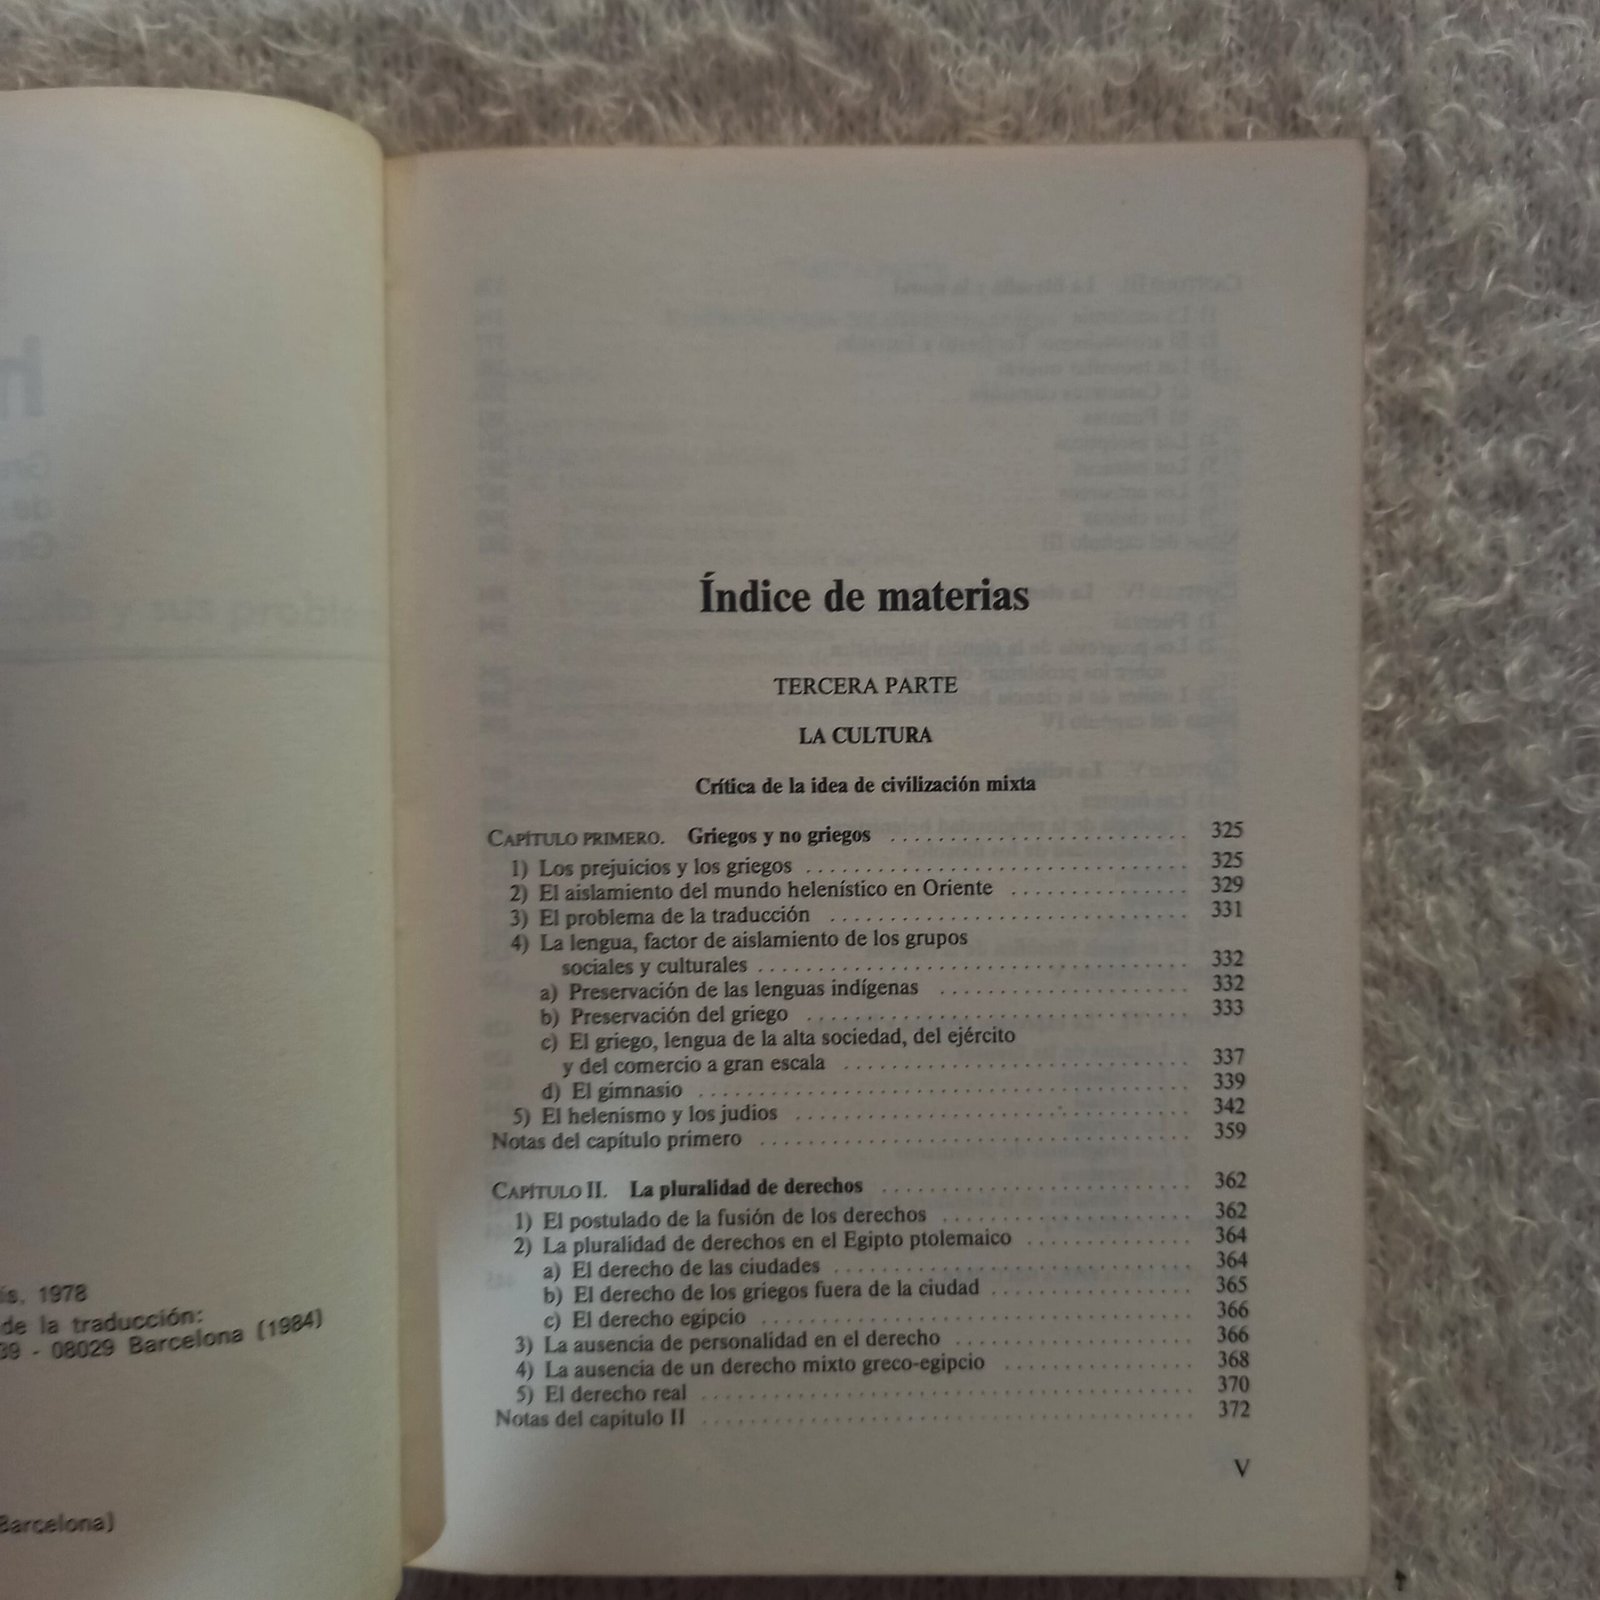 is, 1978
de la traducción:
39 - 08029 Barcelona (1984)
Barcelona)
Índice de materias
TERCERA PARTE
LA CULTURA
Crítica de la idea de civilización mixta
CAPÍTULO PRIMERO. Griegos y no griegos 325
1) Los prejuicios y los griegos 325
2) El aislamiento del mundo helenístico en Oriente 329
3) El problema de la traducción 331
4) La lengua, factor de aislamiento de los grupos
sociales y culturales 332
a) Preservación de las lenguas indígenas 332
b) Preservación del griego 333
c) El griego, lengua de la alta sociedad, del ejército
y del comercio a gran escala 337
d) El gimnasio 339
5) El helenismo y los judios 342
Notas del capítulo primero 359
CAPÍTULO II. La pluralidad de derechos 362
1) El postulado de la fusión de los derechos 362
2) La pluralidad de derechos en el Egipto ptolemaico 364
a) El derecho de las ciudades 364
b) El derecho de los griegos fuera de la ciudad 365
c) El derecho egipcio 366
3) La ausencia de personalidad en el derecho 366
4) La ausencia de un derecho mixto greco-egipcio 368
5) El derecho real 370
Notas del capítulo II 372
V